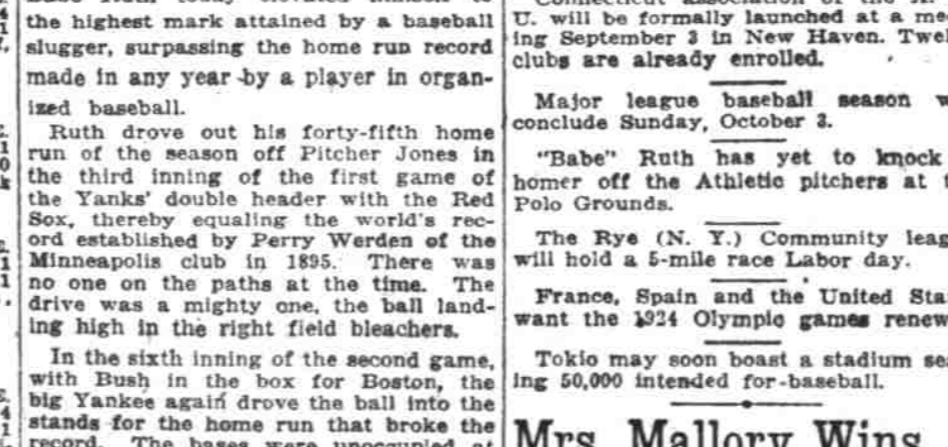 the highest mark attained by a baseball
slugger, surpassing the home run record
made in any year by a player in organ-
ized baseball.
Ruth drove out his forty-fifth home
run of the season off Pitcher Jones in
the third inning of the first game of
the Yanks' double header with the Red
Sox, thereby equaling the world's rec-
ord established by Perry Werden of the
Minneapolis club in 1895. There was
no one on the paths at the time. The
drive was a mighty one, the ball land-
ing high in the right field bleachers.
In the sixth inning of the second game,
with Bush in the box for Boston, the
big Yankee again drove the ball into the
stands for the home run that broke the
record. The bases were unoccupied at
U. will be formally launched at a
ing September 3 in New Haven.
clubs are already enrolled.
Major league baseball season
conclude Sunday, October 3.
"Babe" Ruth has yet to knock
homer off the Athletic pitchers at
Polo Grounds.
The Rye (N. Y.) Community
will hold a 5-mile race Labor day.
France, Spain and the United
want the 1924 Olympic games
Tokio may soon boast a stadium
ing 50,000 intended for baseball.
Mrs. Mallory Wins